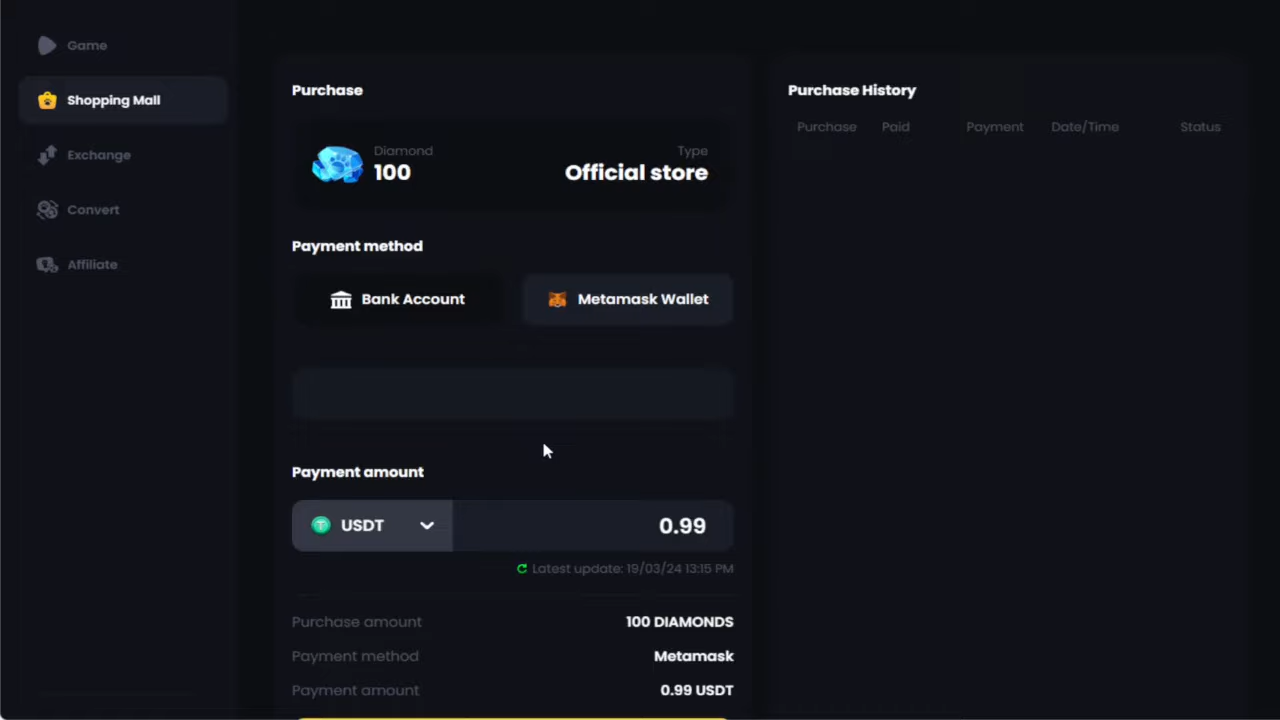 Game
Shopping Mall
Exchange
Convert
Affiliate
Purchase
Diamond
100
Type
Official store
Payment method
Bank Account
Metamask Wallet
Payment amount
USDT
0.99
Latest update: 19/03/24 13:15 PM
Purchase amount
100 DIAMONDS
Payment method
Metamask
Payment amount
0.99 USDT
Purchase History
Purchase Paid Payment Date/Time Status